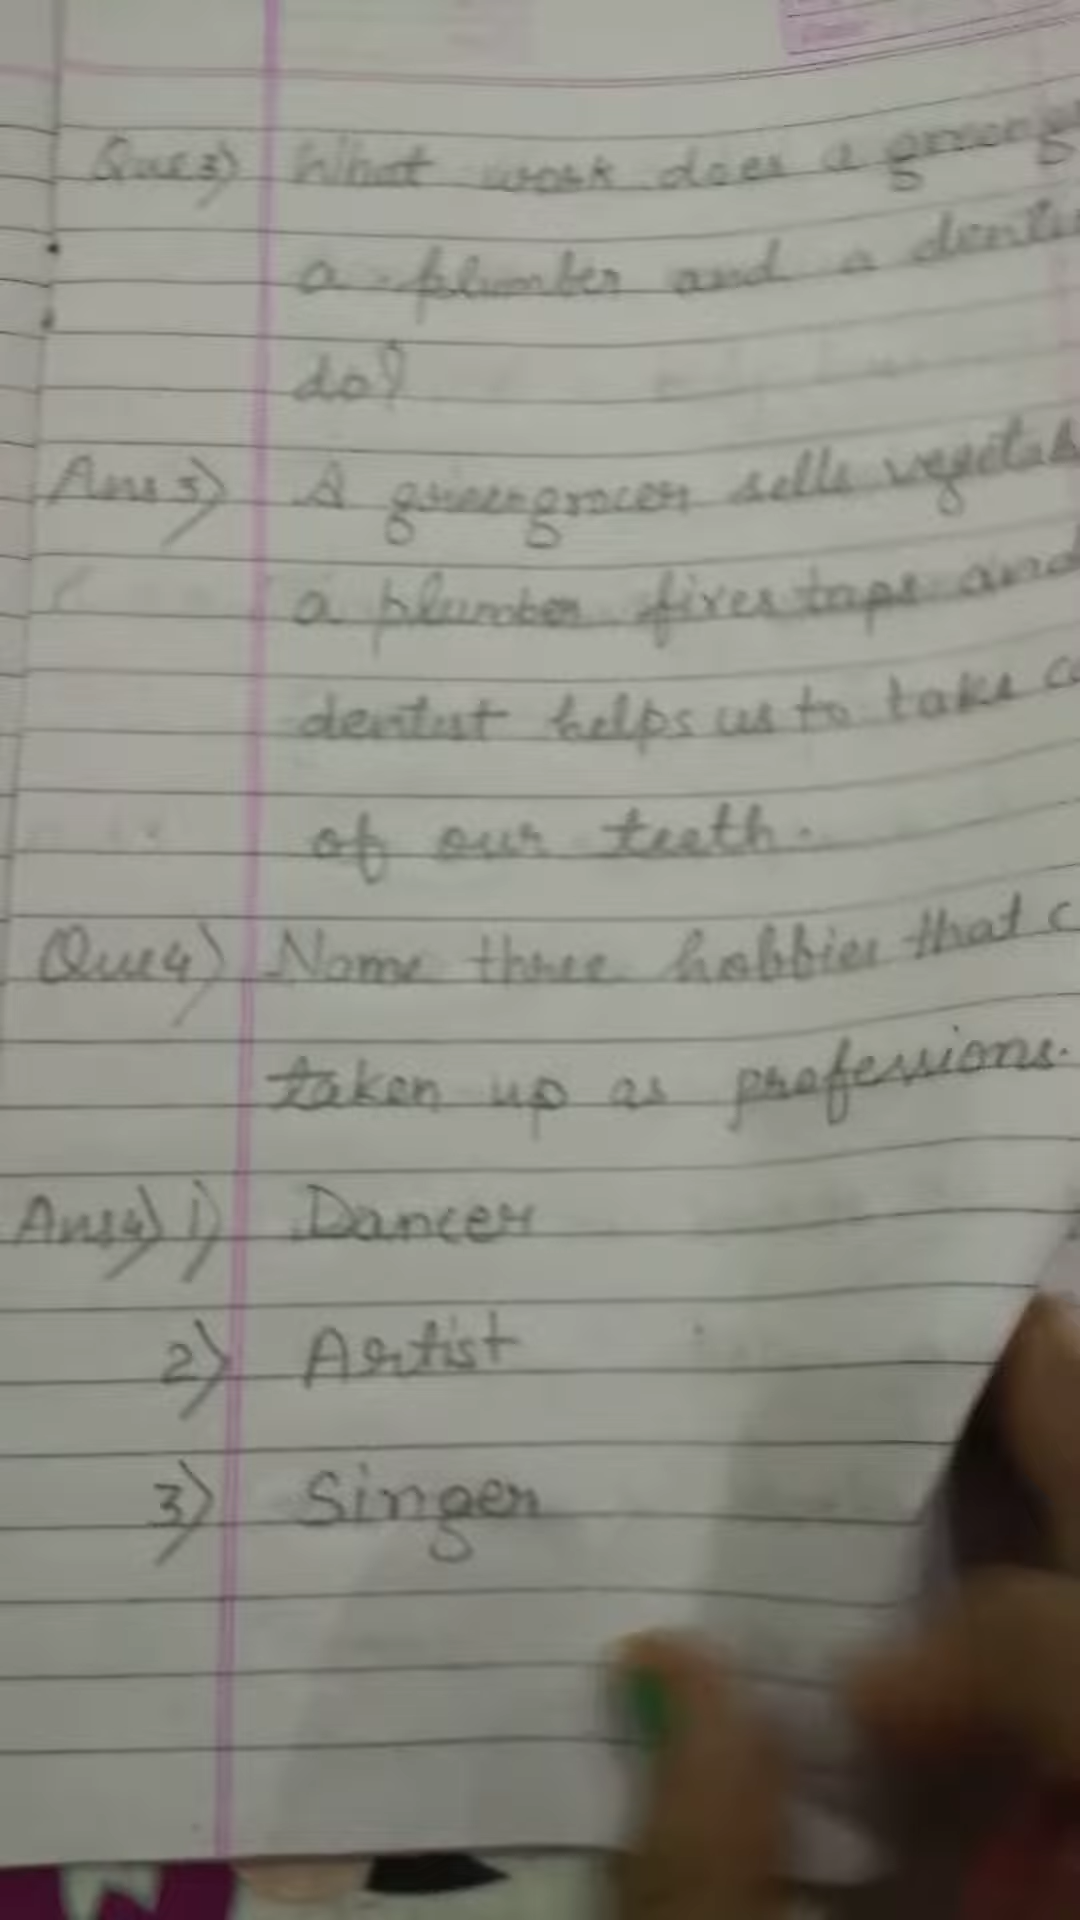 Que3) What work does a
a plumber and a
do?
Ans3) A greengrocer sells
a plumber fixes taps and
dentist helps us to take
of our teeth.
Que4) Name three hobbies that
taken up as professions.
Ans4) 1) Dancer
2) Artist
3) Singer